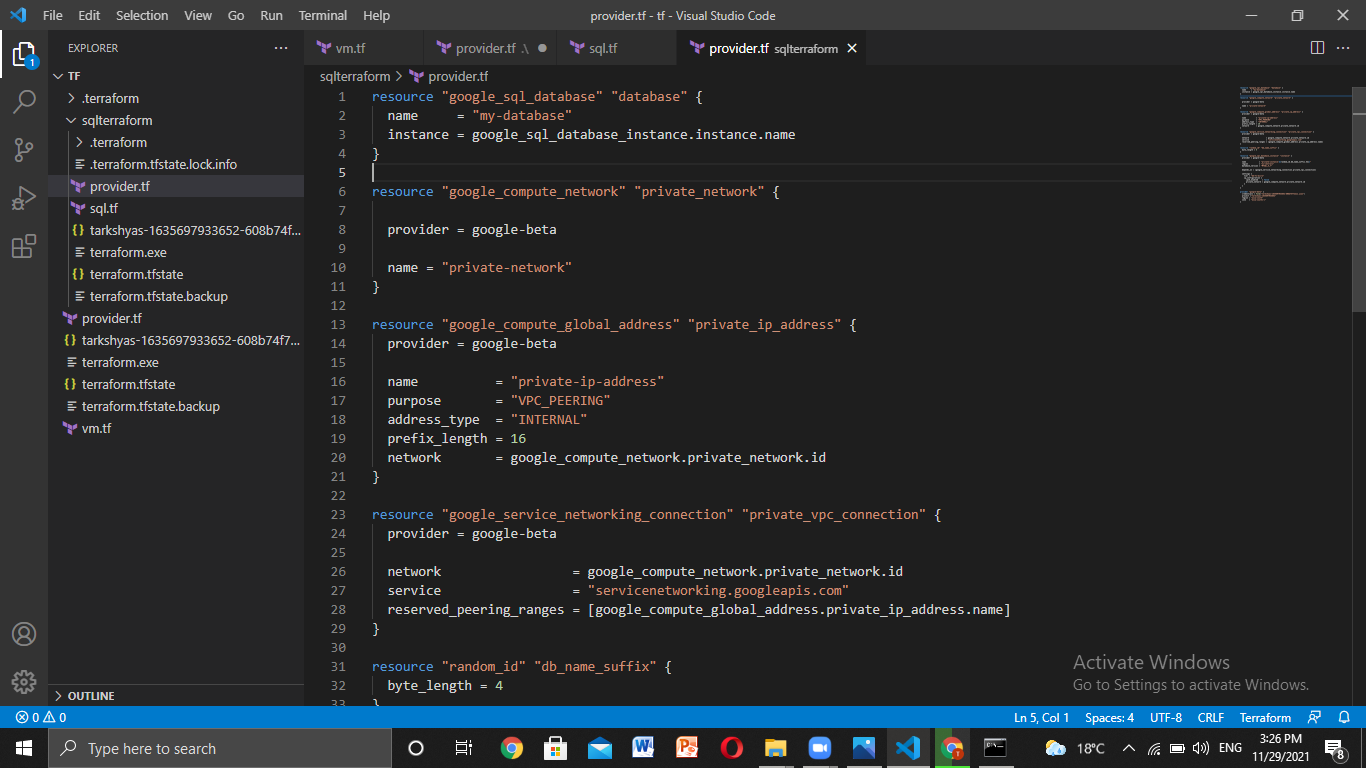 File Edit Selection View Go Run Terminal Help provider.tf - tf - Visual Studio Code
EXPLORER
vm.tf
provider.tf .\
sql.tf
provider.tf sqlterraform
1
TF
.terraform
sqlterraform
.terraform
.terraform.tfstate.lock.info
provider.tf
sql.tf
tarkshyas-1635697933652-608b74f...
terraform.exe
terraform.tfstate
terraform.tfstate.backup
provider.tf
tarkshyas-1635697933652-608b74f7...
terraform.exe
terraform.tfstate
terraform.tfstate.backup
vm.tf
OUTLINE
sqlterraform > provider.tf
1 resource "google_sql_database" "database" {
2 name     = "my-database"
3 instance = google_sql_database_instance.instance.name
4 }
5
6 resource "google_compute_network" "private_network" {
7
8 provider = google-beta
9
10 name = "private-network"
11 }
12
13 resource "google_compute_global_address" "private_ip_address" {
14 provider = google-beta
15
16 name          = "private-ip-address"
17 purpose       = "VPC_PEERING"
18 address_type  = "INTERNAL"
19 prefix_length = 16
20 network       = google_compute_network.private_network.id
21 }
22
23 resource "google_service_networking_connection" "private_vpc_connection" {
24 provider = google-beta
25
26 network                 = google_compute_network.private_network.id
27 service                 = "servicenetworking.googleapis.com"
28 reserved_peering_ranges = [google_compute_global_address.private_ip_address.name]
29 }
30
31 resource "random_id" "db_name_suffix" {
32 byte_length = 4
33 }
Activate Windows
Go to Settings to activate Windows.
0 0 Ln 5, Col 1 Spaces: 4 UTF-8 CRLF Terraform
Type here to search
18°C ENG
3:26 PM
11/29/2021
8